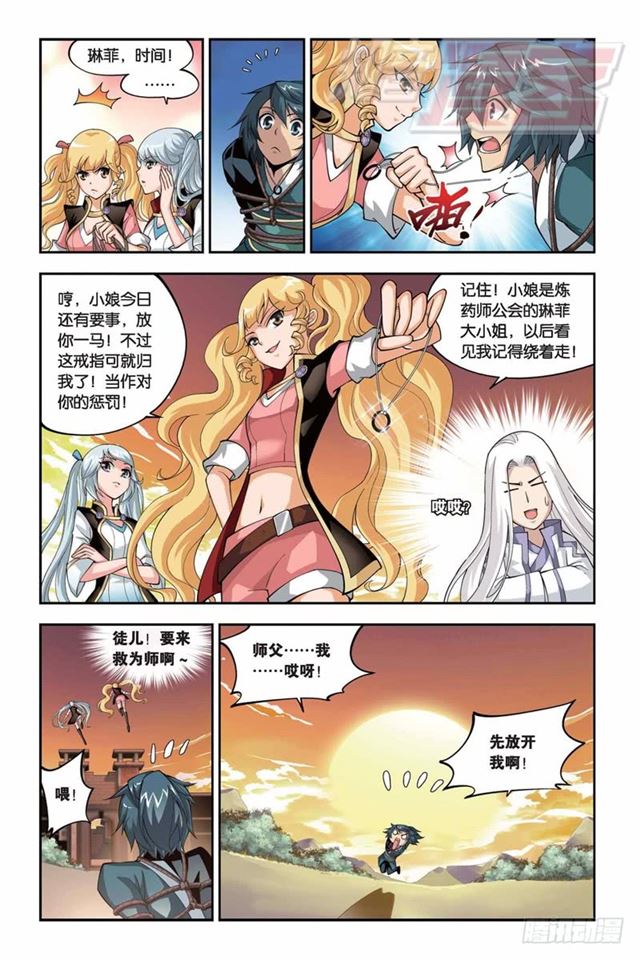 琳菲，时间！
……
啪！
哼，小娘今日
还有要事，放
你一马！不过
这戒指可就归
我了！当作对
你的惩罚！
记住！小娘是炼
药师公会的琳菲
大小姐，以后看
见我记得绕着走！
哎哎？
徒儿！要来
救为师啊～
喂！
师父……我
……哎呀！
先放开
我啊！
腾讯动漫